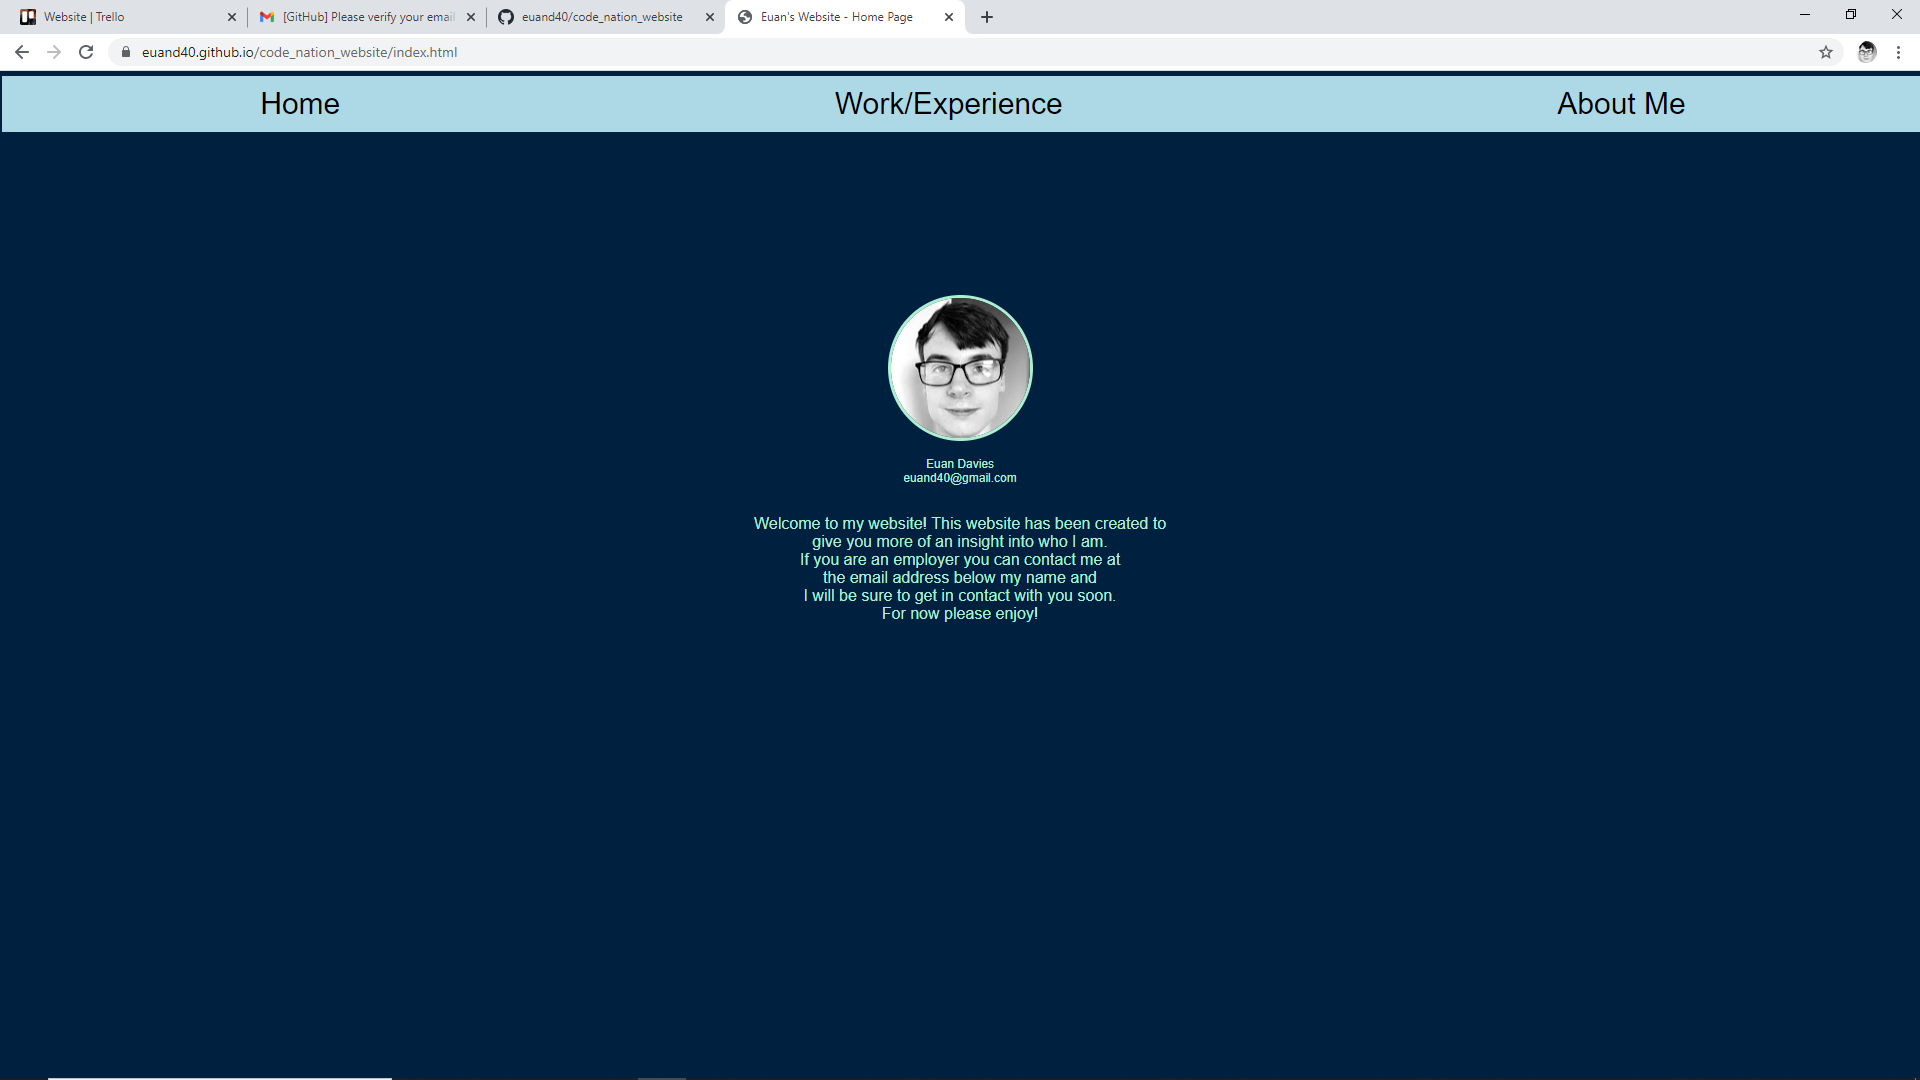 Website | Trello
[GitHub] Please verify your email
euand40/code_nation_website
Euan's Website - Home Page
euand40.github.io/code_nation_website/index.html
Home
Work/Experience
About Me
Euan Davies
euand40@gmail.com
Welcome to my website! This website has been created to
give you more of an insight into who I am.
If you are an employer you can contact me at
the email address below my name and
I will be sure to get in contact with you soon.
For now please enjoy!